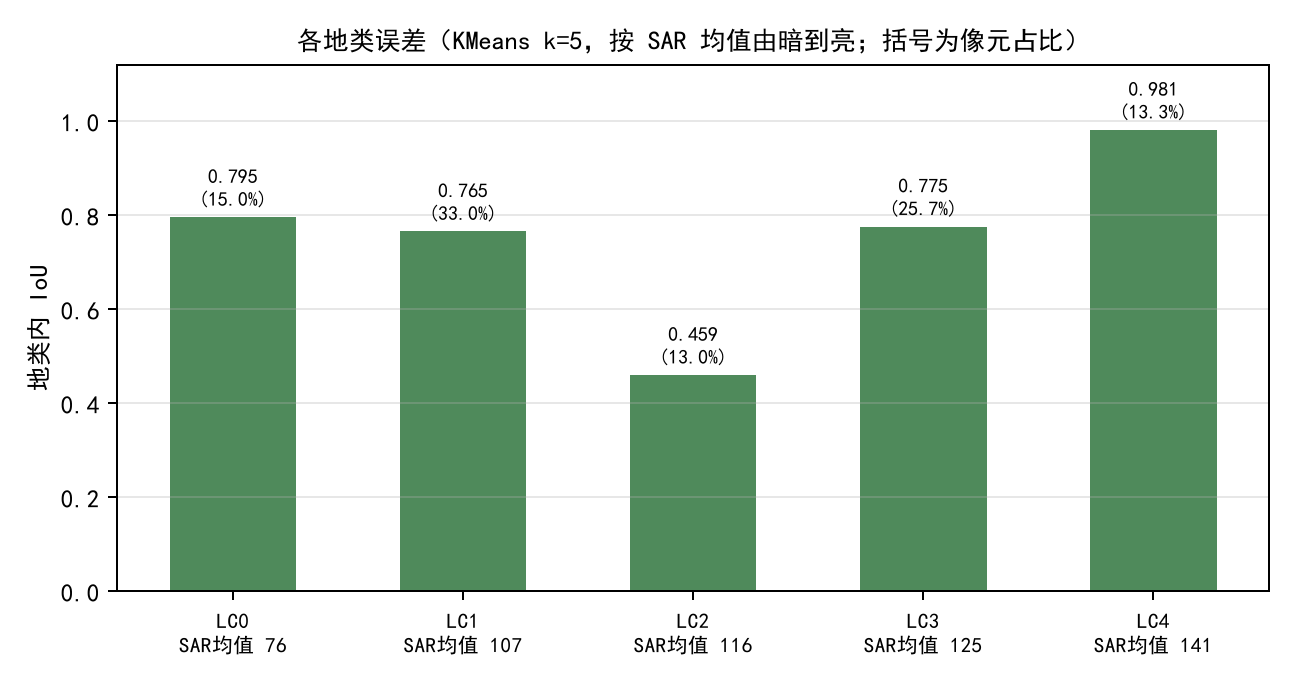 各地类误差（KMeans k=5，按 SAR 均值由暗到亮；括号为像元占比）
地类内 IoU
1.0
0.8
0.6
0.4
0.2
0.0
0.795
(15.0%)
0.765
(33.0%)
0.459
(13.0%)
0.775
(25.7%)
0.981
(13.3%)
LC0
SAR均值 76
LC1
SAR均值 107
LC2
SAR均值 116
LC3
SAR均值 125
LC4
SAR均值 141